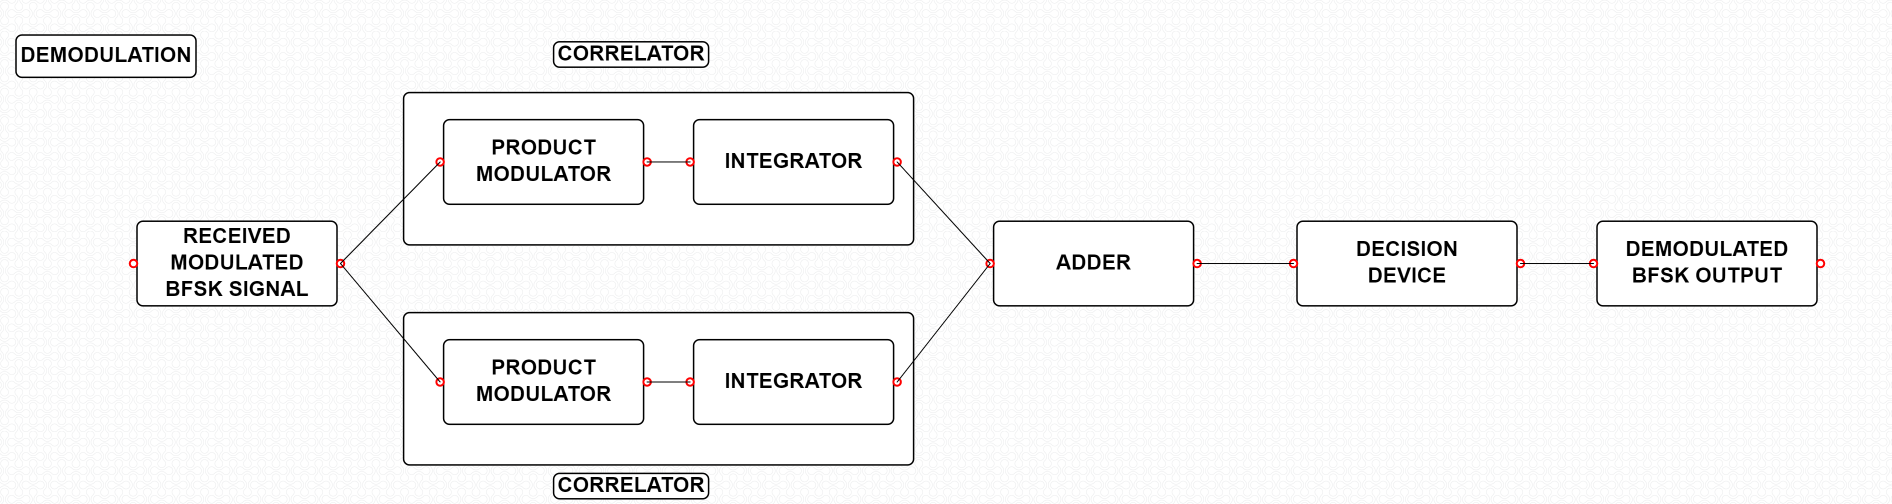 DEMODULATION
CORRELATOR
PRODUCT
MODULATOR
INTEGRATOR
RECEIVED
MODULATED
BFSK SIGNAL
ADDER
DECISION
DEVICE
DEMODULATED
BFSK OUTPUT
PRODUCT
MODULATOR
INTEGRATOR
CORRELATOR